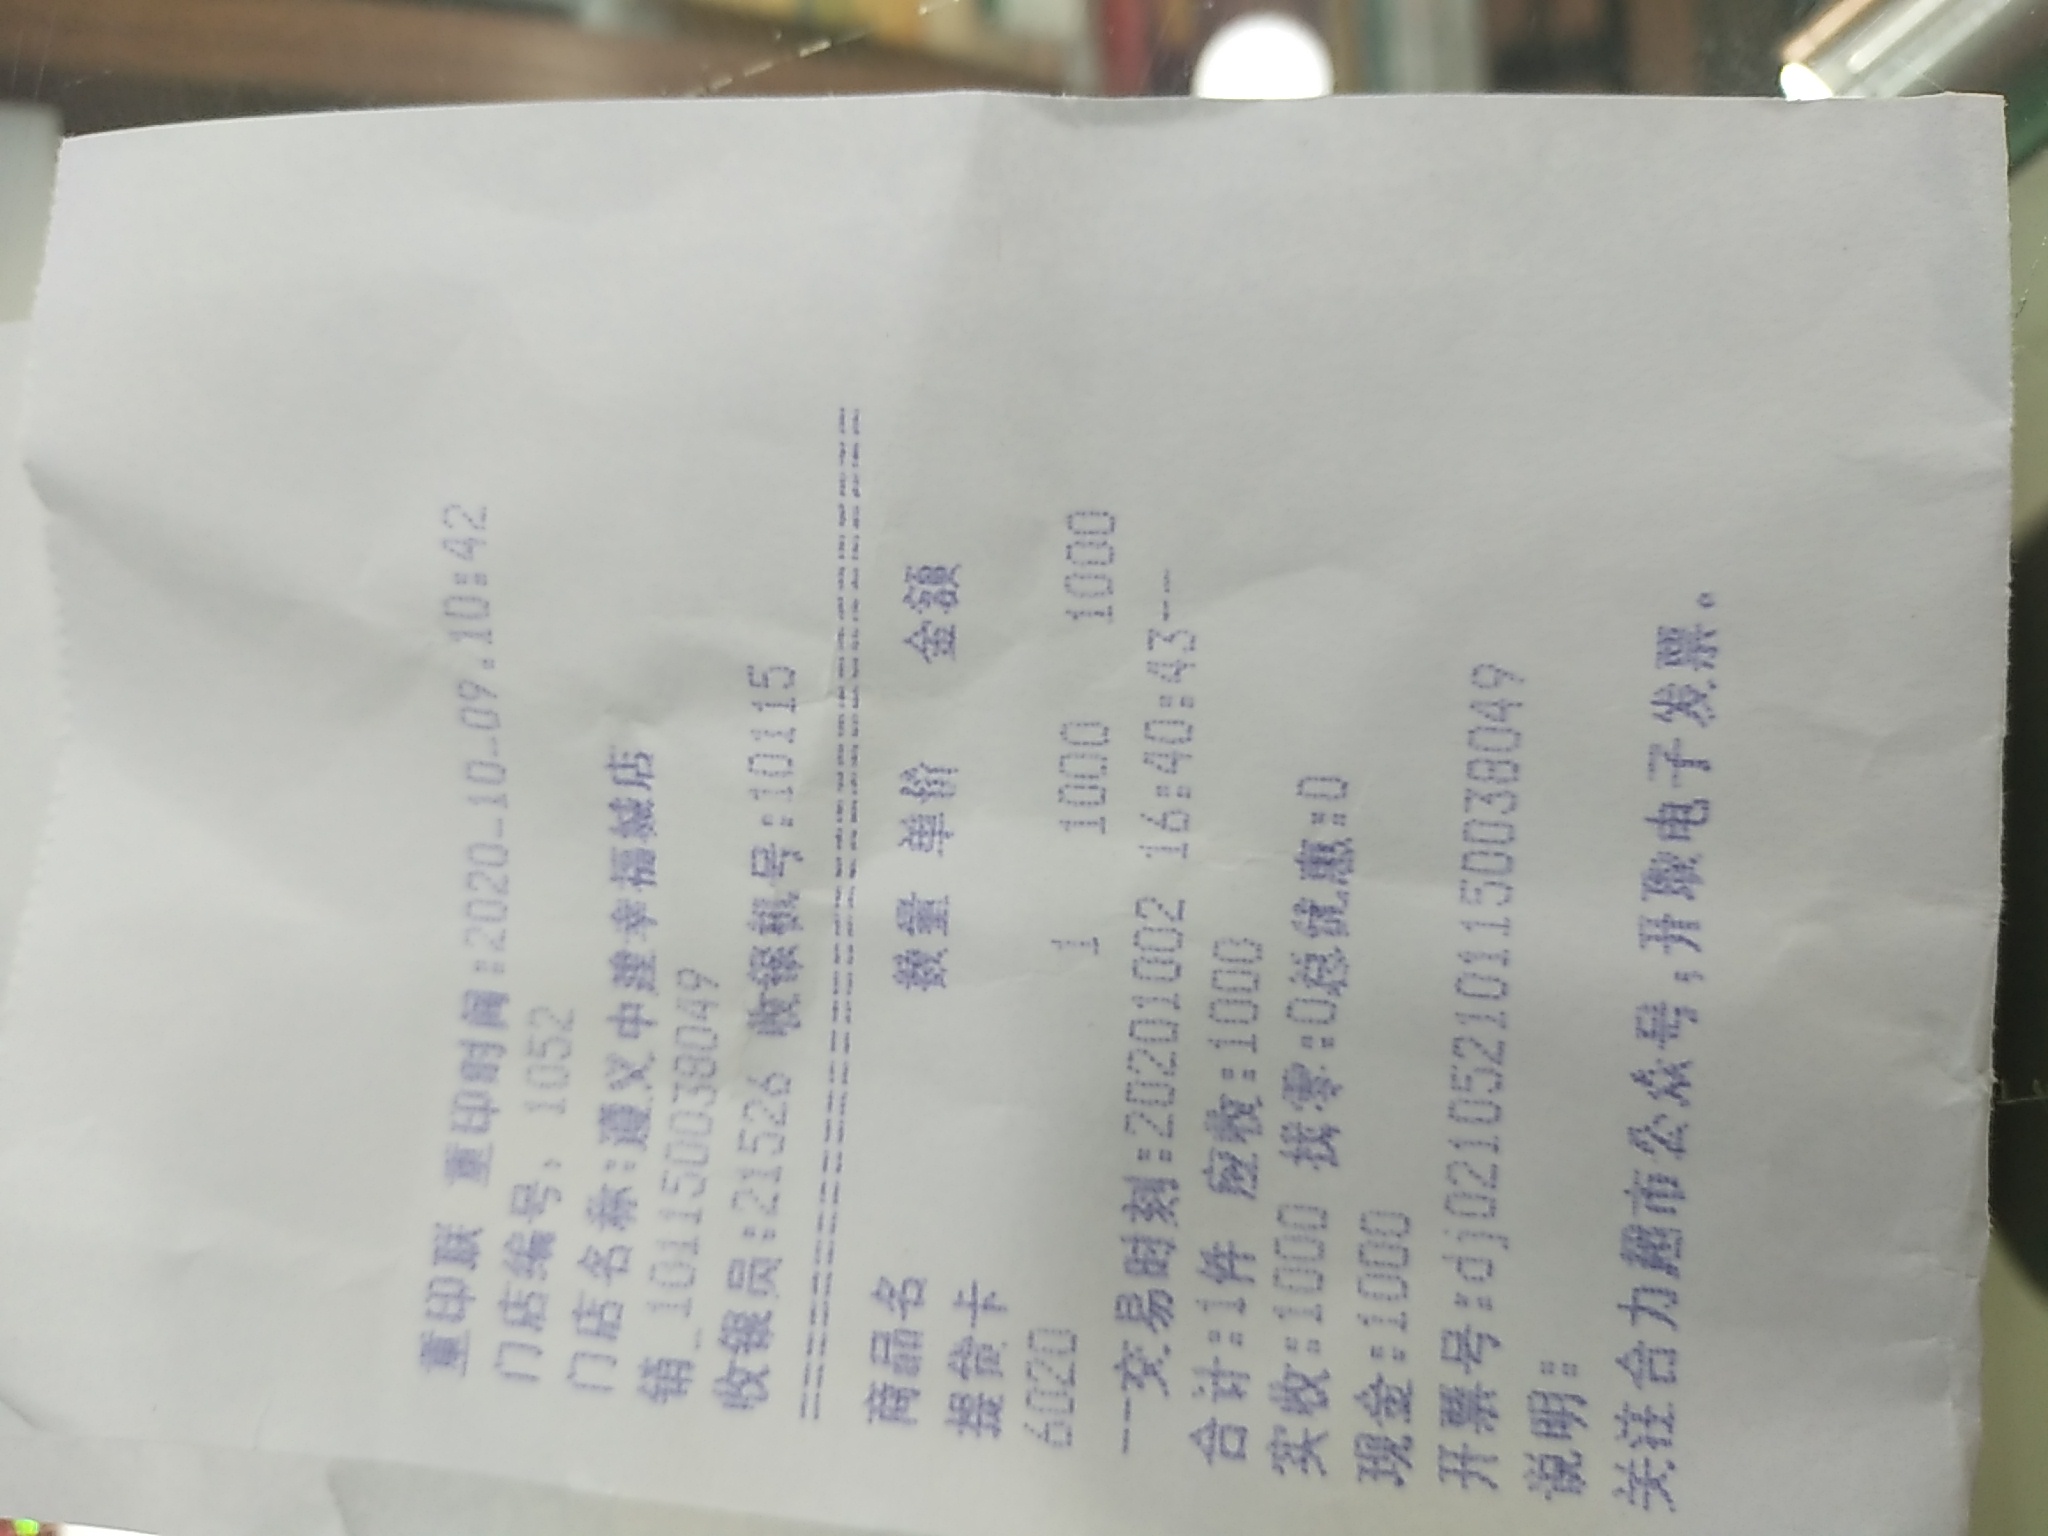 重印联 重印时间:2020-10-09.10:42
门店编号: 1052
门店名称:遵义中建幸福城店
销_101150038049
收银员:215526 收银机号:10115
==========================================
商品名 数量 单价 金额
提货卡
6020 1 1000 1000
--交易时刻:20201002 16:40:43---
合计:1件 应收:1000
实收:1000 找零:0总优惠:0
现金:1000
开票号:dj021052101150038049
说明:
关注合力超市公众号,开取电子发票。